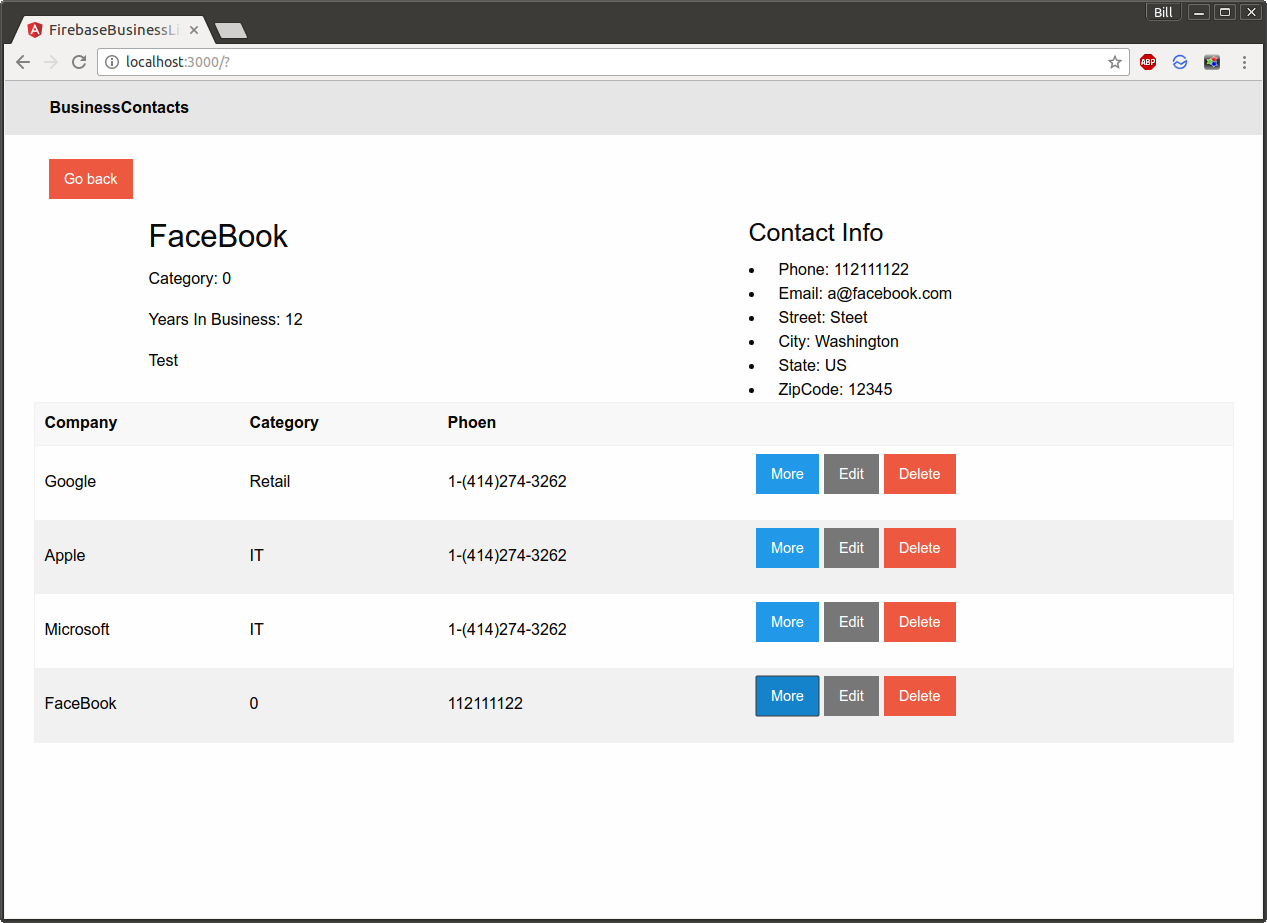 Bill
FirebaseBusinessLi
localhost:3000/?
ABP
BusinessContacts
Go back
FaceBook
Category: 0
Years In Business: 12
Test
Contact Info
Phone: 112111122
Email: a@facebook.com
Street: Steet
City: Washington
State: US
ZipCode: 12345
Company Category Phoen
Google Retail 1-(414)274-3262 More Edit Delete
Apple IT 1-(414)274-3262 More Edit Delete
Microsoft IT 1-(414)274-3262 More Edit Delete
FaceBook 0 112111122 More Edit Delete